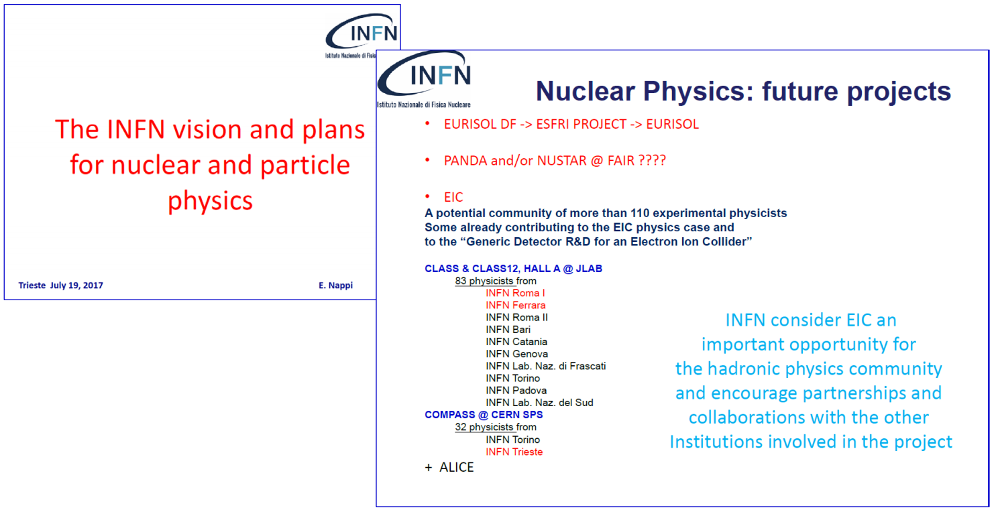 INFN
Istituto Nazionale di Fisic
The INFN vision and plans
for nuclear and particle
physics
Trieste July 19, 2017
E. Nappi
INFN
Istituto Nazionale di Fisica Nucleare
Nuclear Physics: future projects
• EURISOL DF -> ESFRI PROJECT -> EURISOL
• PANDA and/or NUSTAR @ FAIR ????
• EIC
A potential community of more than 110 experimental physicists
Some already contributing to the EIC physics case and
to the “Generic Detector R&D for an Electron Ion Collider”
CLASS & CLASS12, HALL A @ JLAB
83 physicists from
INFN Roma I
INFN Ferrara
INFN Roma II
INFN Bari
INFN Catania
INFN Genova
INFN Lab. Naz. di Frascati
INFN Torino
INFN Padova
INFN Lab. Naz. del Sud
COMPASS @ CERN SPS
32 physicists from
INFN Torino
INFN Trieste
+ ALICE
INFN consider EIC an
important opportunity for
the hadronic physics community
and encourage partnerships and
collaborations with the other
Institutions involved in the project